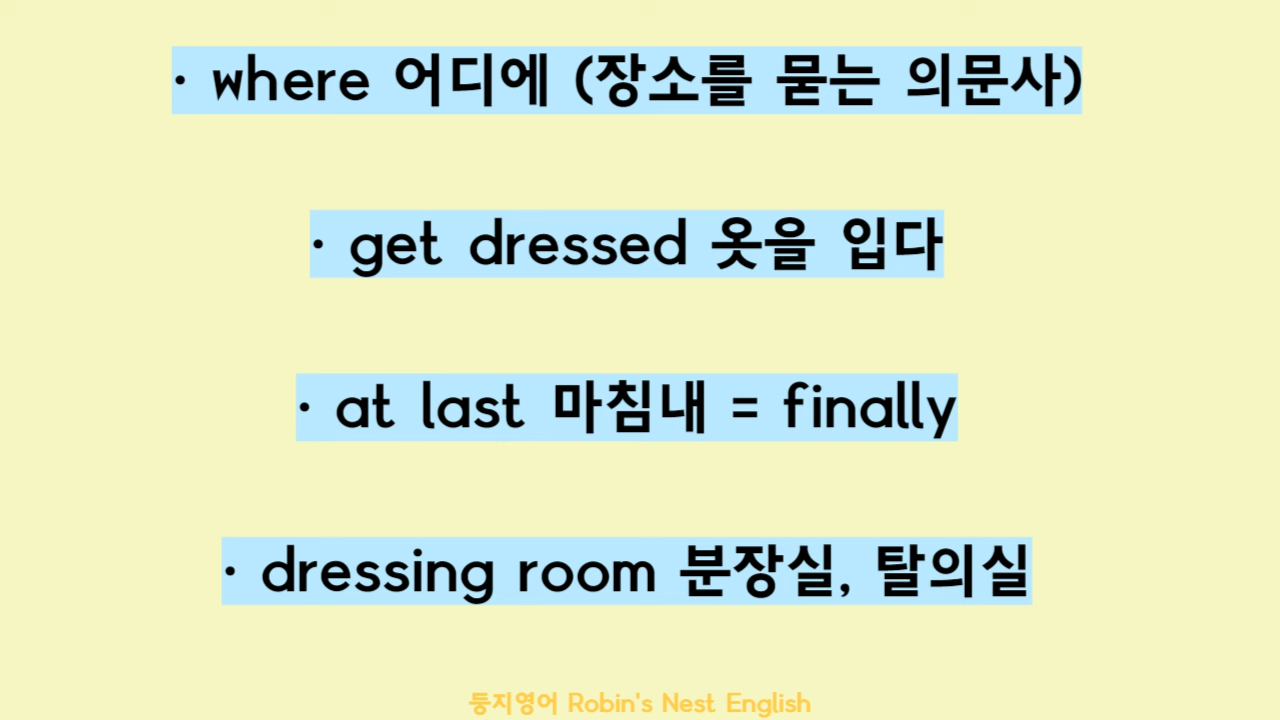 · where 어디에 (장소를 묻는 의문사)
· get dressed 옷을 입다
· at last 마침내 = finally
· dressing room 분장실, 탈의실
둥지영어 Robin's Nest English